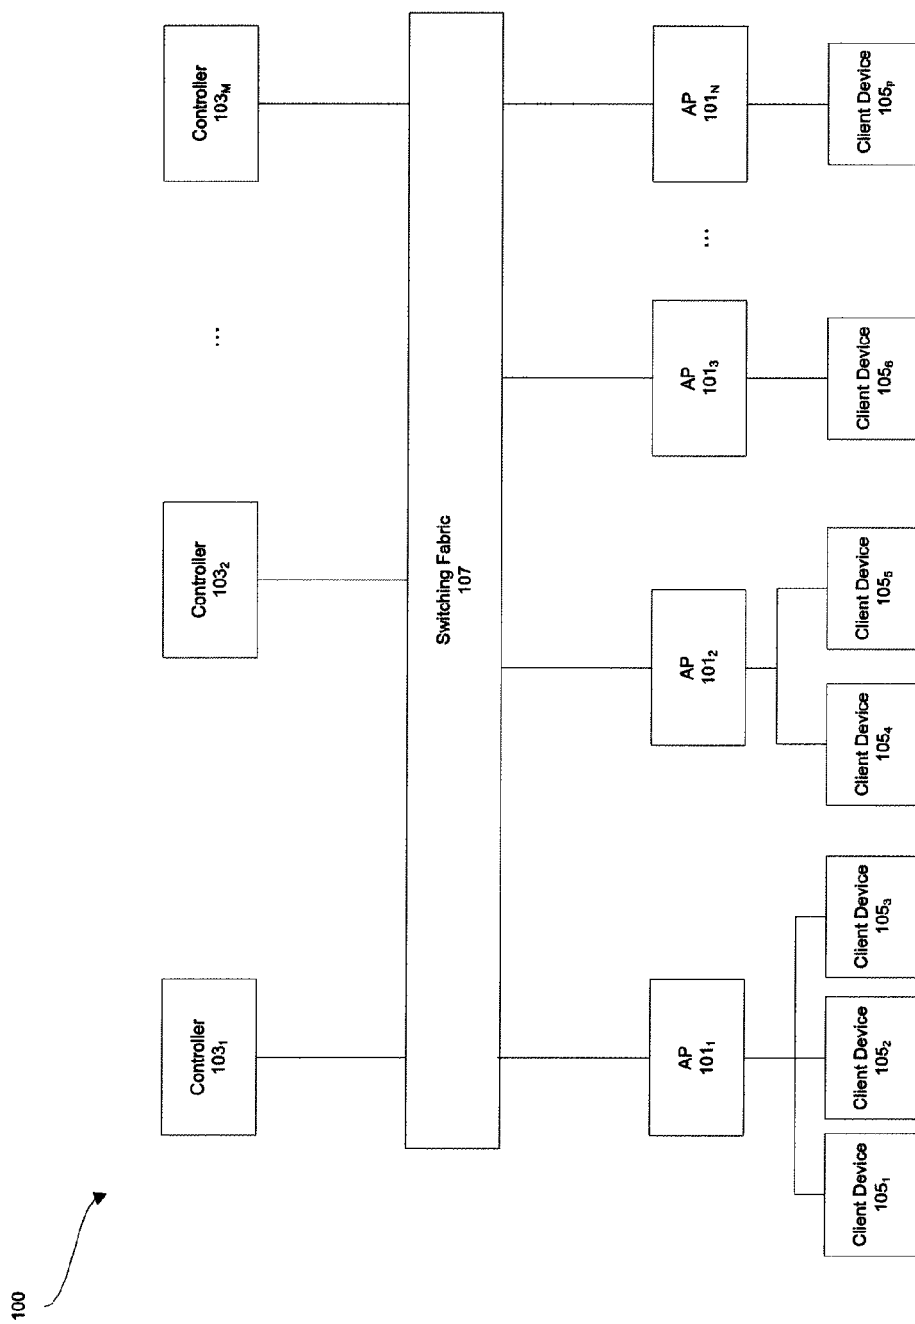 100
Controller
103₁
Controller
103₂
...
Controller
103M
Switching Fabric
107
AP
101₁
AP
101₂
AP
101₃
...
AP
101N
Client Device
105₁
Client Device
105₂
Client Device
105₃
Client Device
105₄
Client Device
105₅
Client Device
105₆
Client Device
105P